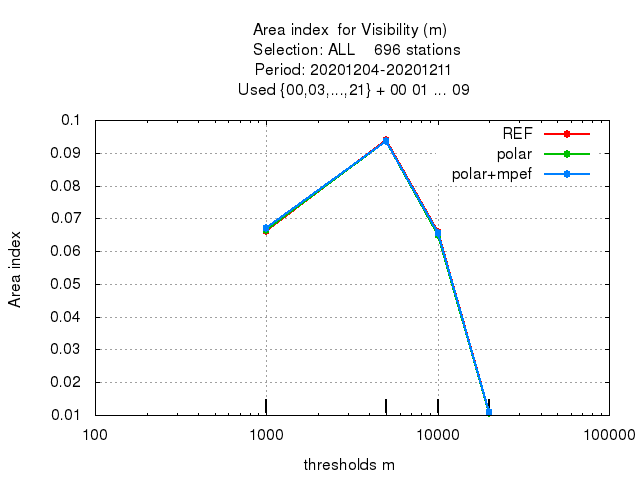 Area index for Visibility (m)
Selection: ALL 696 stations
Period: 20201204-20201211
Used {00,03,...,21} + 00 01 ... 09
REF
polar
polar+mpef
Area index
0.1
0.09
0.08
0.07
0.06
0.05
0.04
0.03
0.02
0.01
100 1000 10000 100000
thresholds m